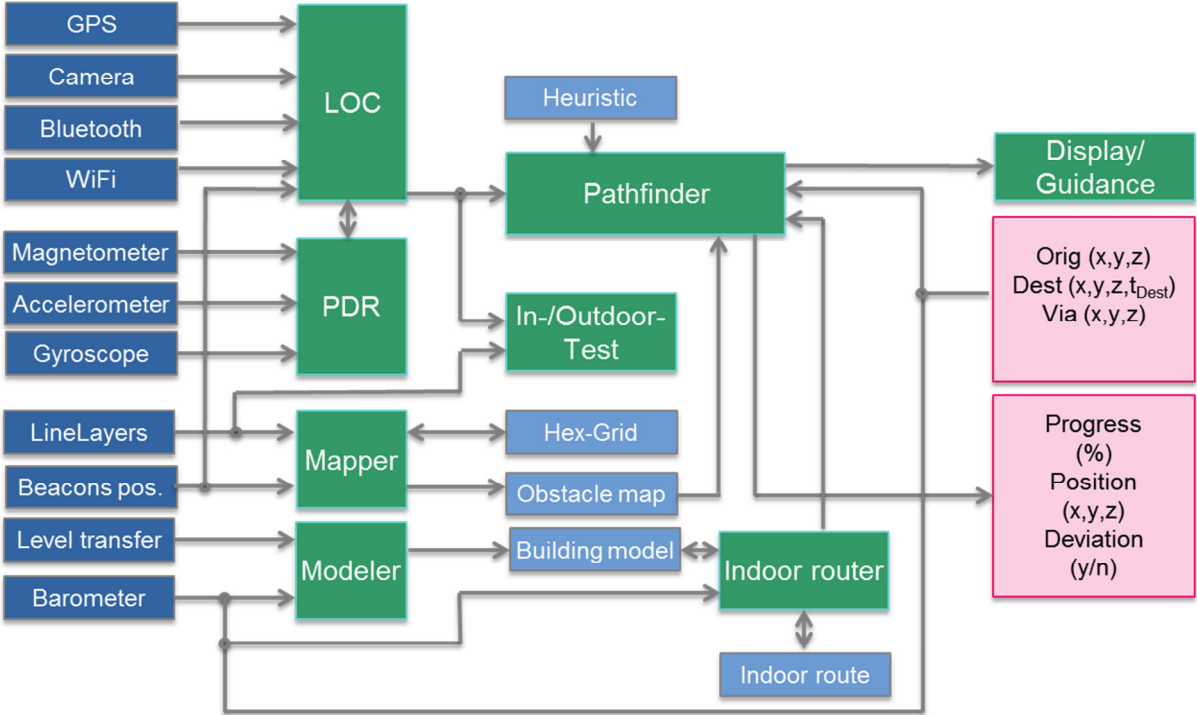 GPS
Camera
Bluetooth
WiFi
Magnetometer
Accelerometer
Gyroscope
LineLayers
Beacons pos.
Level transfer
Barometer
LOC
PDR
Mapper
Modeler
Heuristic
Pathfinder
In-/Outdoor-
Test
Hex-Grid
Obstacle map
Building model
Indoor router
Indoor route
Display/
Guidance
Orig (x,y,z)
Dest (x,y,z,tDest)
Via (x,y,z)
Progress
(%)
Position
(x,y,z)
Deviation
(y/n)